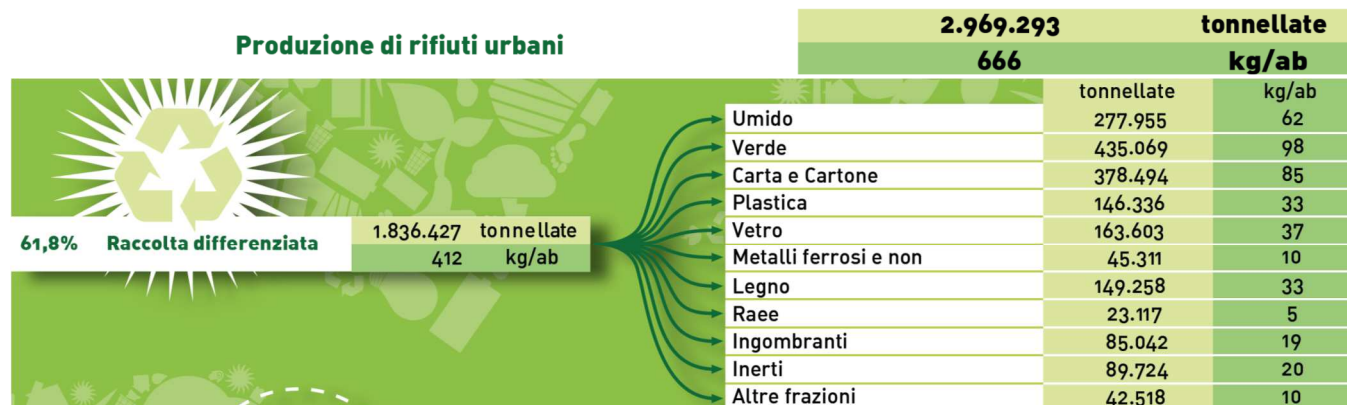 Produzione di rifiuti urbani
2.969.293 tonnellate
666 kg/ab
tonnellate kg/ab
Umido 277.955 62
Verde 435.069 98
Carta e Cartone 378.494 85
Plastica 146.336 33
Vetro 163.603 37
Metalli ferrosi e non 45.311 10
Legno 149.258 33
Raee 23.117 5
Ingombranti 85.042 19
Inerti 89.724 20
Altre frazioni 42.518 10
61,8% Raccolta differenziata
1.836.427 tonnellate
412 kg/ab